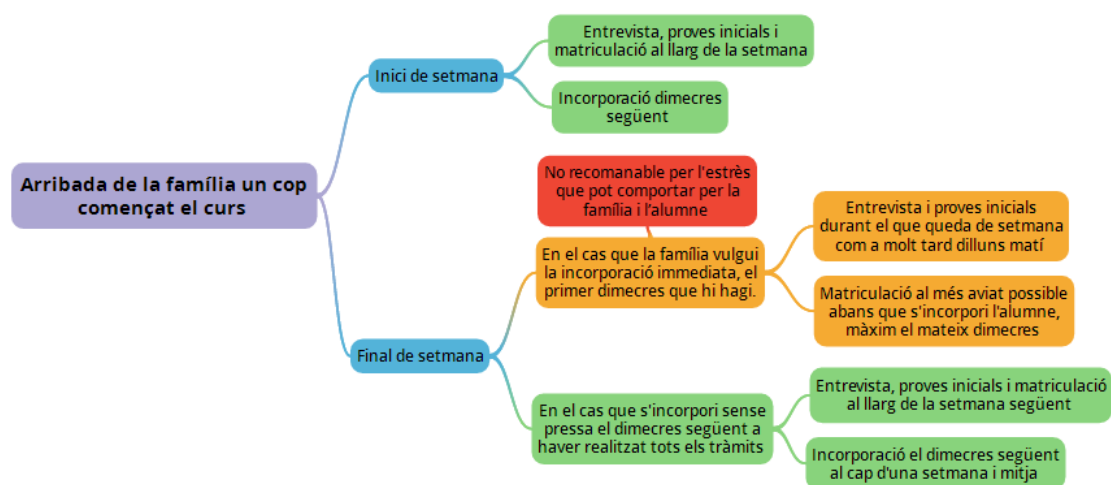 Arribada de la família un cop
començat el curs
Inici de setmana
Entrevista, proves inicials i
matriculació al llarg de la setmana
Incorporació dimecres
següent
Final de setmana
No recomanable per l'estrès
que pot comportar per la
família i l’alumne
En el cas que la família vulgui
la incorporació immediata, el
primer dimecres que hi hagi.
Entrevista i proves inicials
durant el que queda de setmana
com a molt tard dilluns matí
Matriculació al més aviat possible
abans que s'incorpori l'alumne,
màxim el mateix dimecres
En el cas que s'incorpori sense
pressa el dimecres següent a
haver realitzat tots els tràmits
Entrevista, proves inicials i matriculació
al llarg de la setmana següent
Incorporació el dimecres següent
al cap d'una setmana i mitja